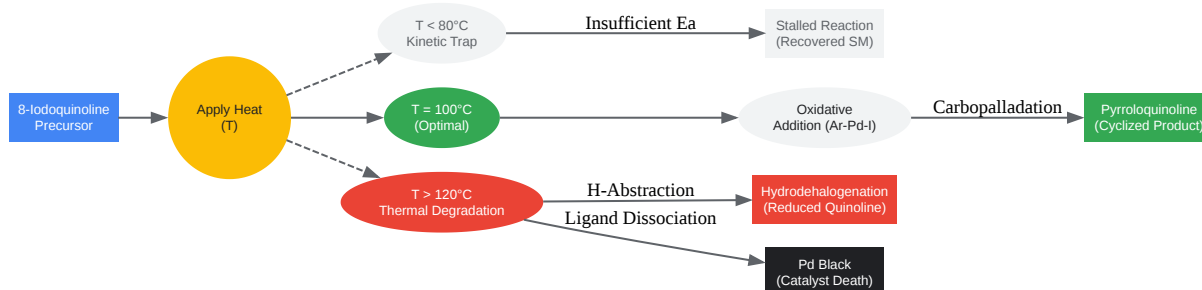 8-Iodoquinoline
Precursor
Apply Heat
(T)
T < 80°C
Kinetic Trap
Insufficient Ea
Stalled Reaction
(Recovered SM)
T = 100°C
(Optimal)
Oxidative
Addition (Ar-Pd-I)
Carbopalladation
Pyrroloquinoline
(Cyclized Product)
T > 120°C
Thermal Degradation
H-Abstraction
Hydrodehalogenation
(Reduced Quinoline)
Ligand Dissociation
Pd Black
(Catalyst Death)